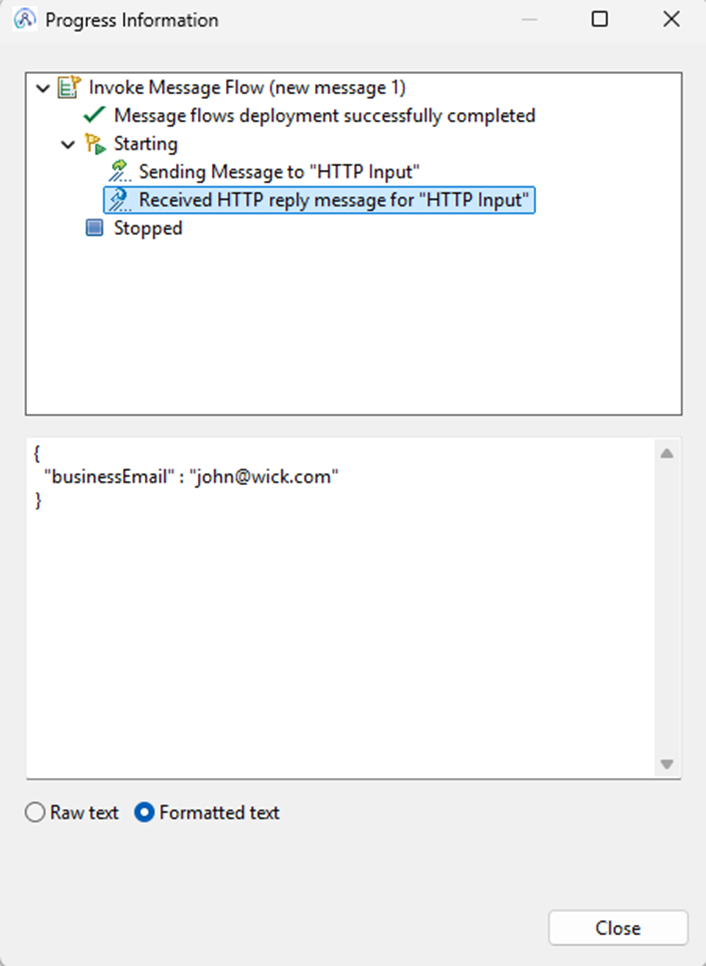 Progress Information
Invoke Message Flow (new message 1)
Message flows deployment successfully completed
Starting
Sending Message to "HTTP Input"
Received HTTP reply message for "HTTP Input"
Stopped
{
"businessEmail" : "john@wick.com"
}
Raw text Formatted text
Close